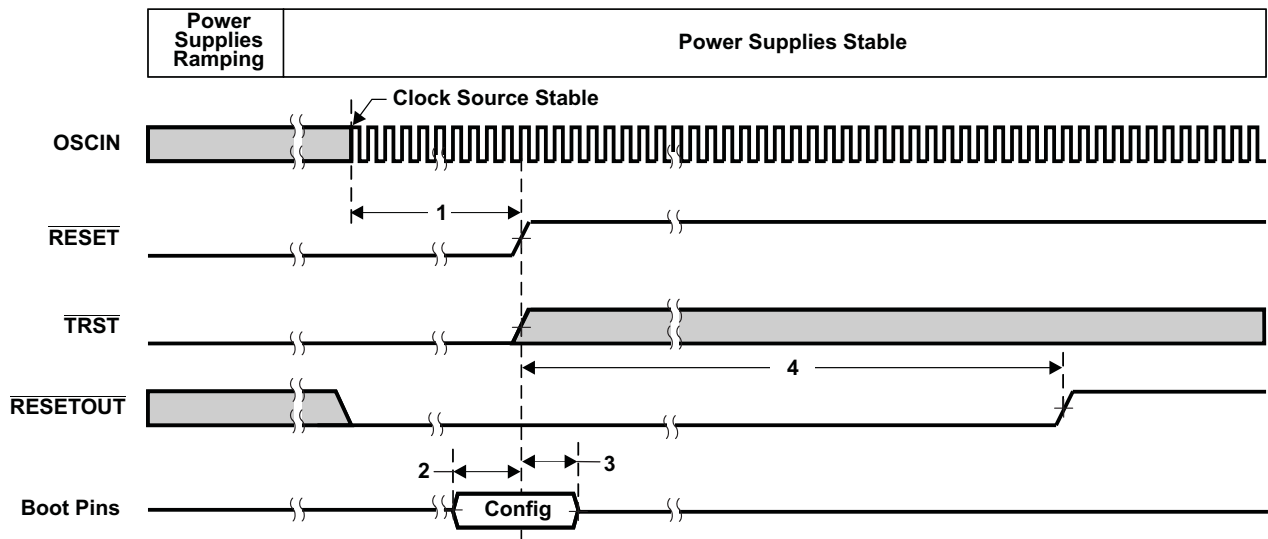 Power
Supplies
Ramping
Power Supplies Stable
Clock Source Stable
OSCIN
1
RESET
TRST
4
RESETOUT
2
3
Boot Pins
Config